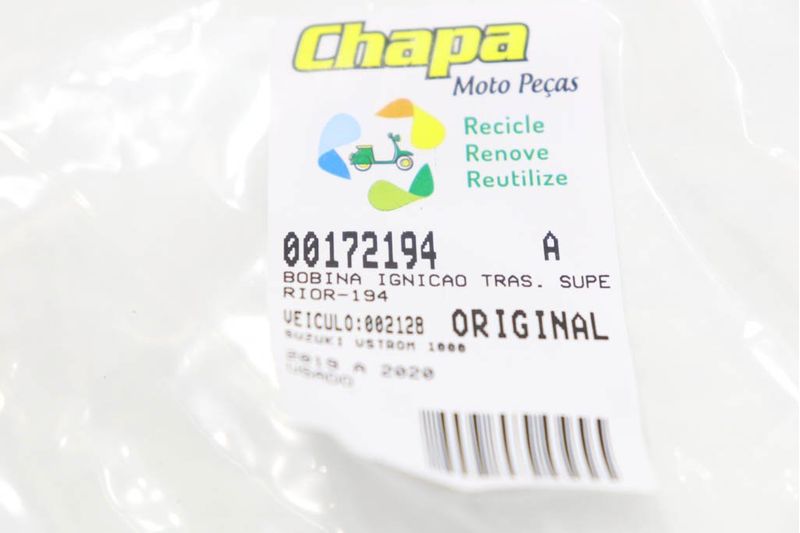 Chapa
Moto Peças
Recicle
Renove
Reutilize
00172194 A
BOBINA IGNICAO TRAS. SUPE
RIOR-194
VEICULO:002128 ORIGINAL
SUZUKI VSTROM 1000
A 2020
USADO